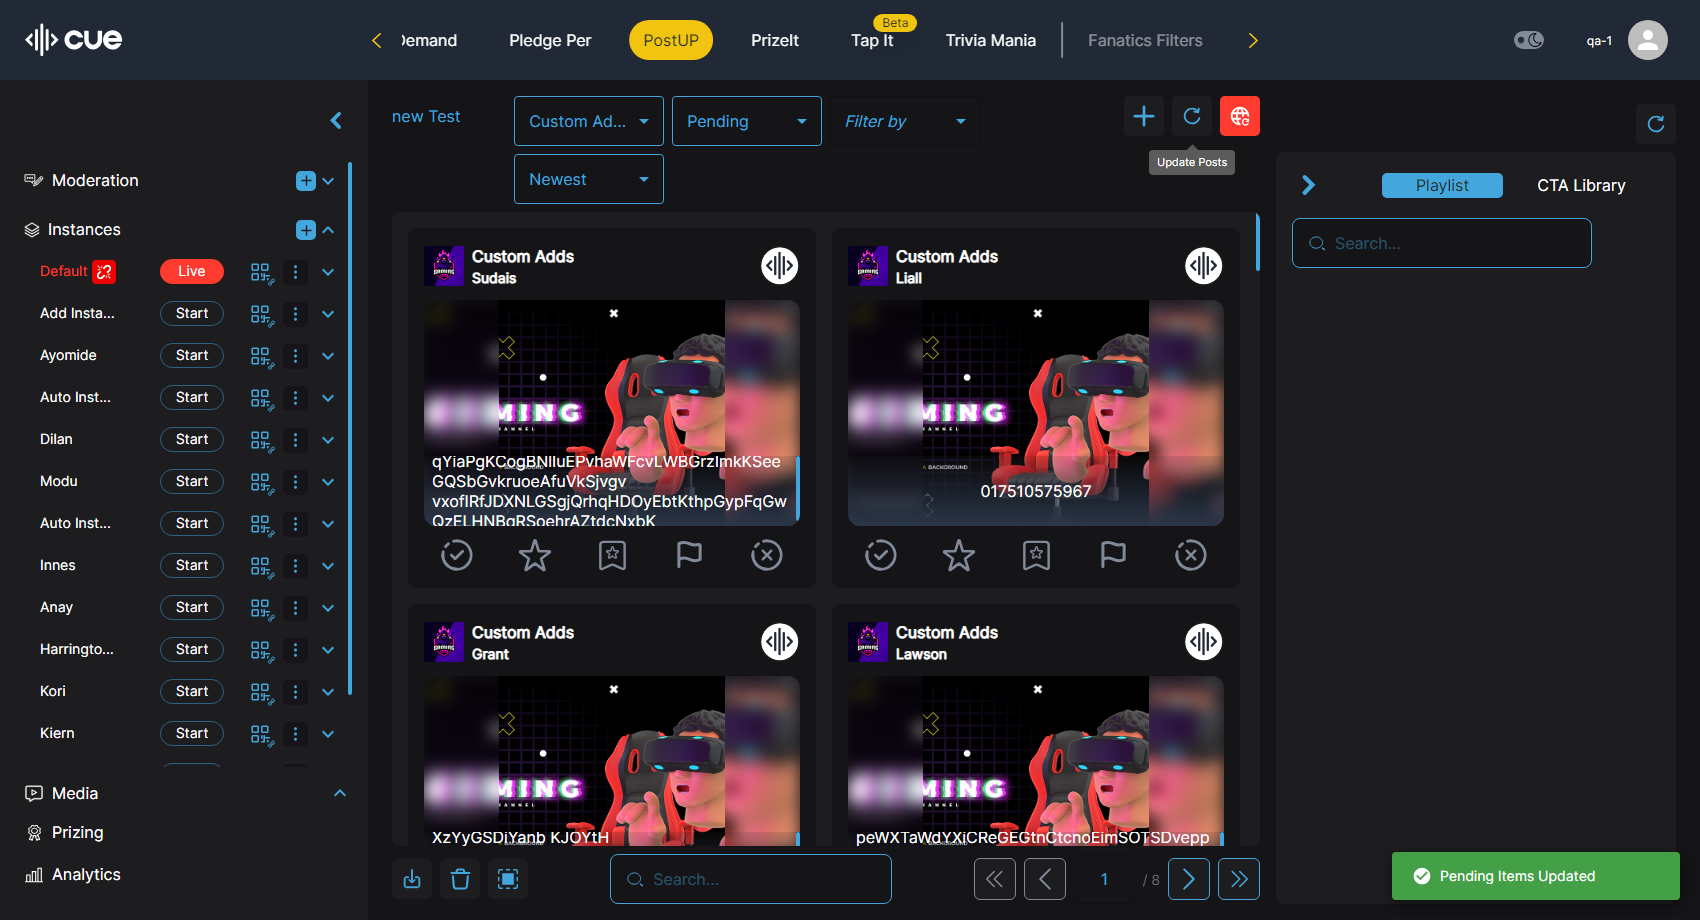 cue
Demand
Pledge Per
PostUP
PrizeIt
Beta
Tap It
Trivia Mania
Fanatics Filters
qa-1
Moderation
Instances
Default
Live
Add Insta...
Start
Ayomide
Start
Auto Inst...
Start
Dilan
Start
Modu
Start
Auto Inst...
Start
Innes
Start
Anay
Start
Harringto...
Start
Kori
Start
Kiern
Start
Media
Prizing
Analytics
new Test
Custom Ad...
Pending
Filter by
Newest
Update Posts
Custom Adds
Sudais
MING
GQSbGvkruoeAfuVkSjvgv
vxoflRfJDXNLGSgjQrhqHDOyEbtKthpGypFqGw
Custom Adds
Liall
MING
BACKGROUND
017510575967
Custom Adds
Grant
MING
XzYyGSDiYanb KJOYtH
Custom Adds
Lawson
MING
peWXTaWdYXiCReGEGtnCtcnoEimSOTSDvepp
Search...
1
/ 8
Playlist
CTA Library
Search...
Pending Items Updated